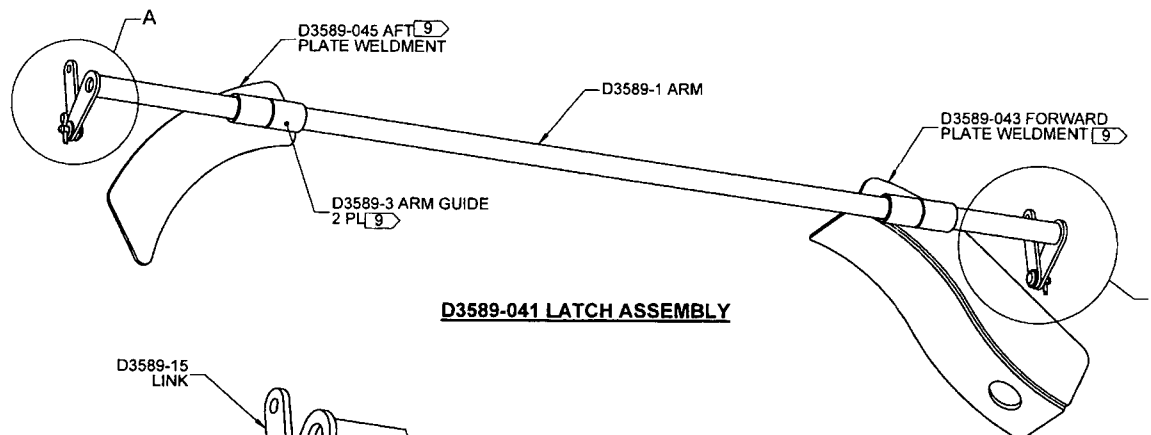 A
D3589-045 AFT 9
PLATE WELDMENT
D3589-1 ARM
D3589-043 FORWARD
PLATE WELDMENT 9
D3589-3 ARM GUIDE
2 PL 9
D3589-041 LATCH ASSEMBLY
D3589-15
LINK